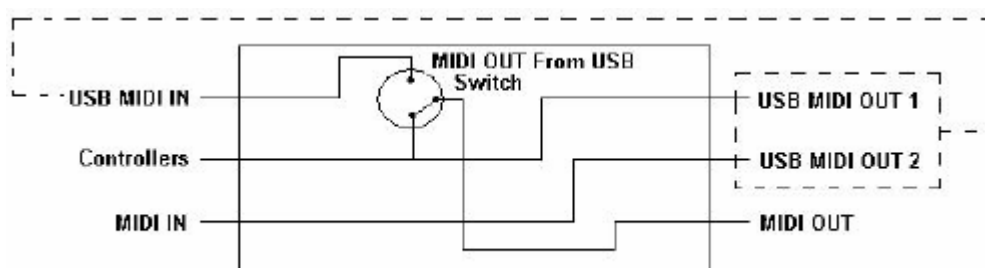 MIDI OUT From USB
Switch
USB MIDI IN
USB MIDI OUT 1
Controllers
USB MIDI OUT 2
MIDI IN
MIDI OUT